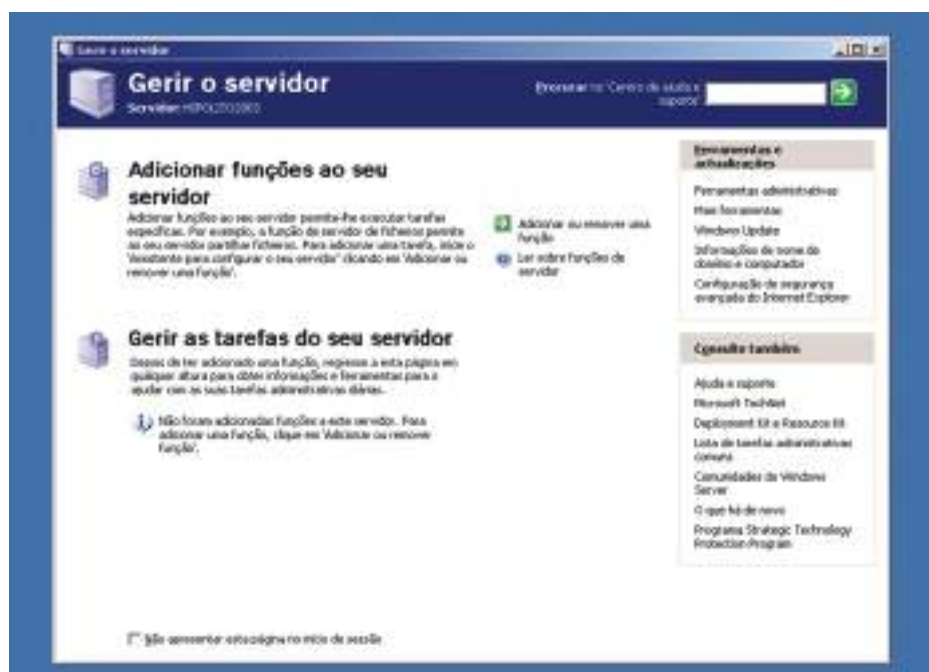 Gerir o servidor
Gerir o servidor
Servidor:
Procurar no 'Centro de ajuda e
suporte'
Adicionar funções ao seu
servidor
Adicionar funções ao seu servidor permite-lhe executar tarefas
específicas. Por exemplo, a função de servidor de ficheiros permite
ao seu servidor partilhar ficheiros. Para adicionar uma tarefa, inicie o
'Assistente para configurar o seu servidor' clicando em 'Adicionar ou
remover uma função'.
Adicionar ou remover uma
função
Ler sobre funções de
servidor
Gerir as tarefas do seu servidor
Depois de ter adicionado uma função, regresse a esta página em
qualquer altura para obter informações e ferramentas para o
ajudar com as suas tarefas administrativas diárias.
Não foram adicionadas funções a este servidor. Para
adicionar uma função, clique em 'Adicionar ou remover
função'.
Ferramentas e
actualizações
Ferramentas administrativas
Mais ferramentas
Windows Update
Informações de nome do
domínio e computador
Configuração de segurança
avançada do Internet Explorer
Consulte também
Ajuda e suporte
Microsoft TechNet
Deployment Kit e Resource Kit
Lista de tarefas administrativas
comuns
Comunidades do Windows
Server
O que há de novo
Programa Strategic Technology
Protection Program
Não apresentar esta página no início de sessão